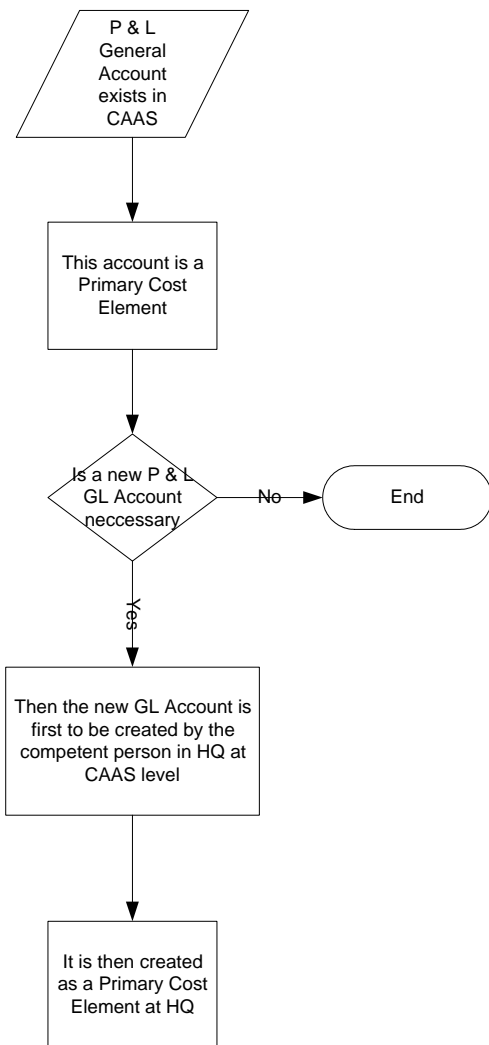 P & L
General
Account
exists in
CAAS
This account is a
Primary Cost
Element
Is a new P & L
GL Account
neccessary
No
End
Yes
Then the new GL Account is
first to be created by the
competent person in HQ at
CAAS level
It is then created
as a Primary Cost
Element at HQ